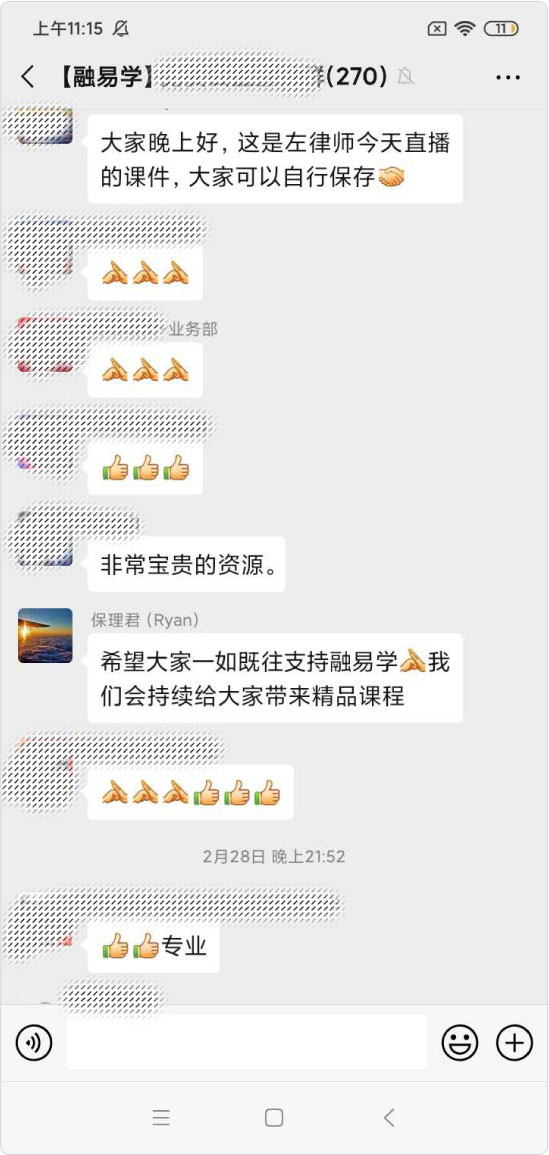 上午11:15
11
【融易学】
(270)
大家晚上好，这是左律师今天直播
的课件，大家可以自行保存
业务部
非常宝贵的资源。
保理君（Ryan）
希望大家一如既往支持融易学我
们会持续给大家带来精品课程
2月28日 晚上21:52
专业